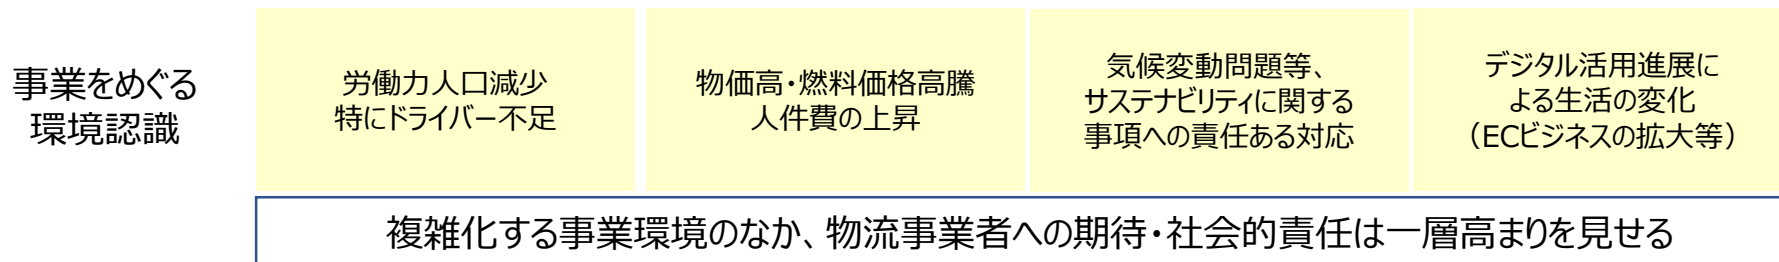 事業をめぐる
環境認識
労働力人口減少
特にドライバー不足
物価高・燃料価格高騰
人件費の上昇
気候変動問題等、
サステナビリティに関する
事項への責任ある対応
デジタル活用進展に
よる生活の変化
（ECビジネスの拡大等）
複雑化する事業環境のなか、物流事業者への期待・社会的責任は一層高まりを見せる